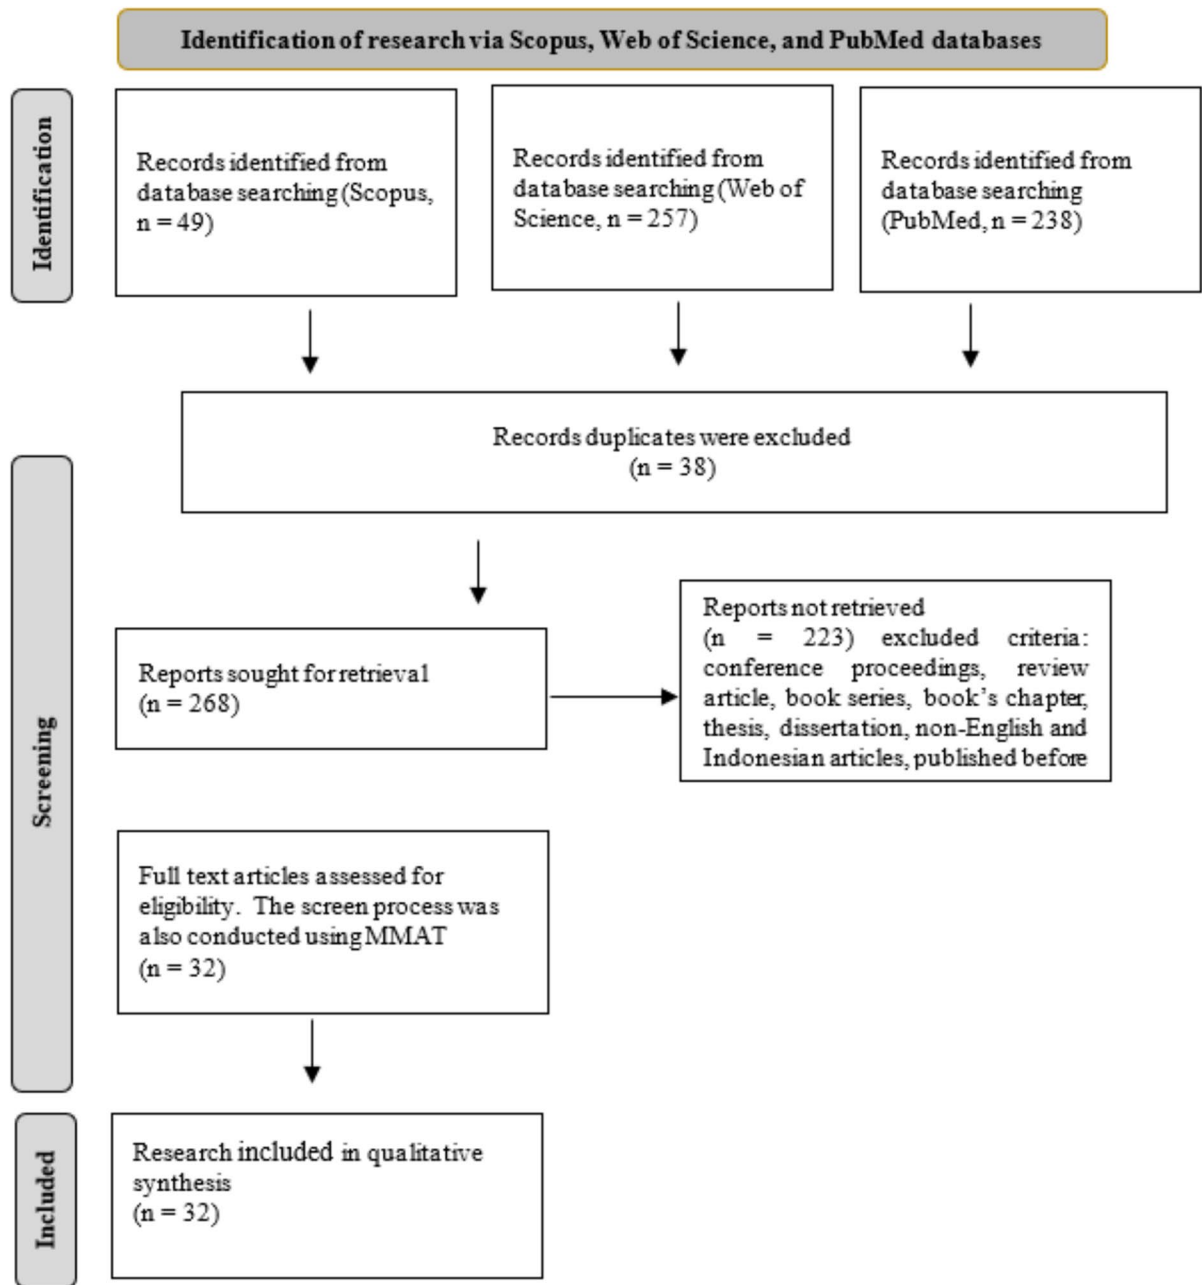 Identification of research via Scopus, Web of Science, and PubMed databases
Identification
Records identified from
database searching (Scopus,
n = 49)
Records identified from
database searching (Web of
Science, n = 257)
Records identified from
database searching
(PubMed, n = 238)
Records duplicates were excluded
(n = 38)
Screening
Reports sought for retrieval
(n = 268)
Reports not retrieved
(n = 223) excluded criteria:
conference proceedings, review
article, book series, book’s chapter,
thesis, dissertation, non-English and
Indonesian articles, published before
Full text articles assessed for
eligibility. The screen process was
also conducted using MMAT
(n = 32)
Included
Research included in qualitative
synthesis
(n = 32)